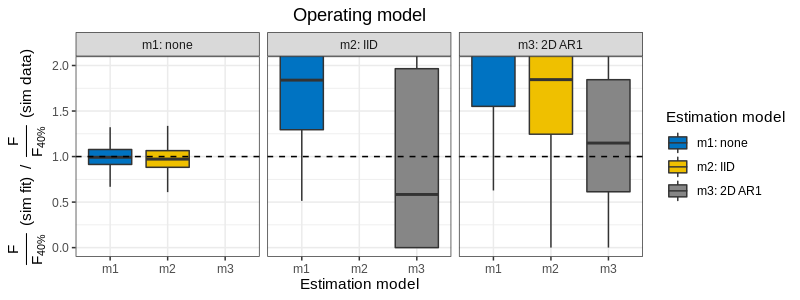 Operating model
m1: none
m2: IID
m3: 2D AR1
F
F40%
(sim fit) /
F
F40%
(sim data)
2.0
1.5
1.0
0.5
0.0
m1
m2
m3
m1
m2
m3
m1
m2
m3
Estimation model
Estimation model
m1: none
m2: IID
m3: 2D AR1